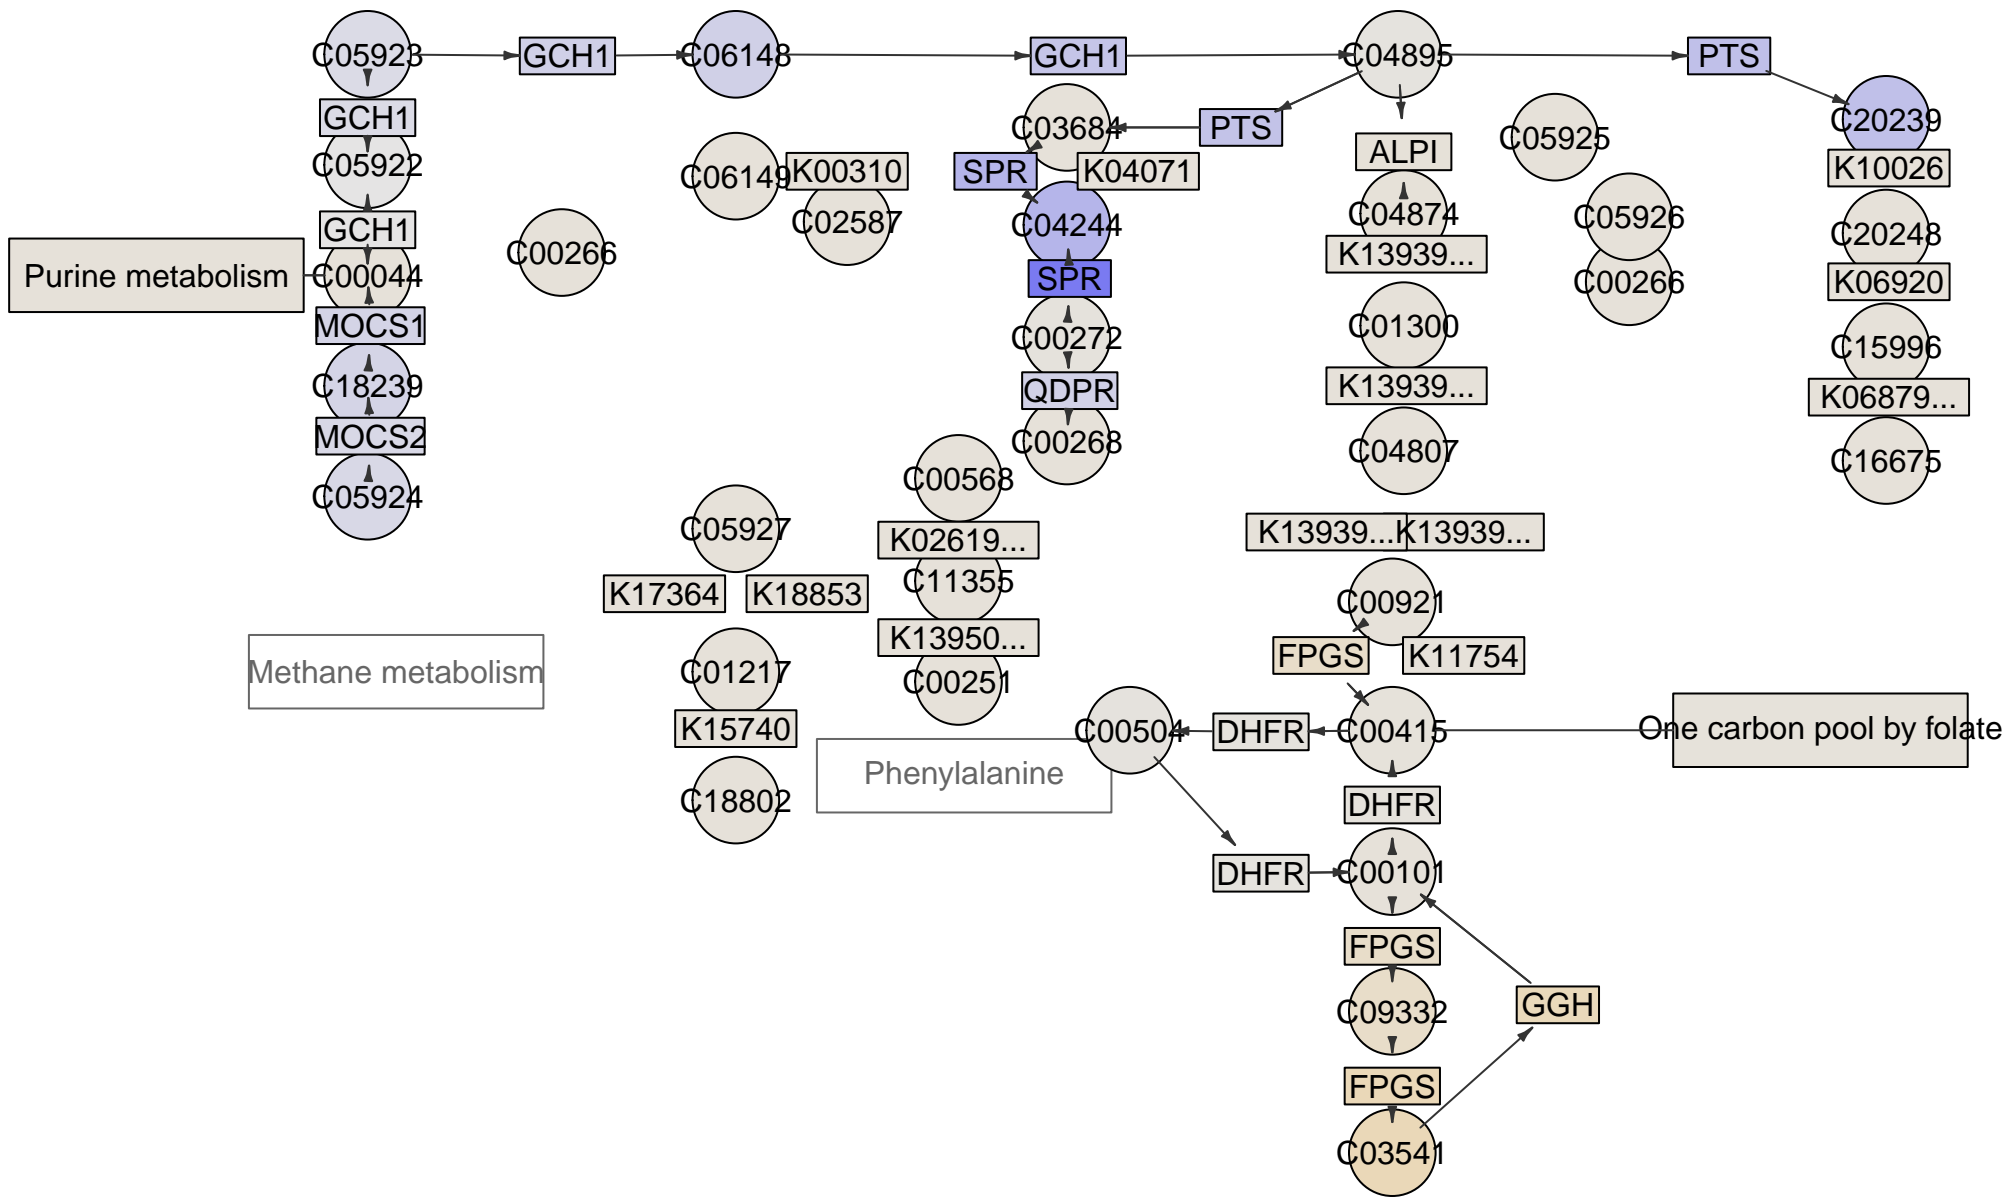 C05923
GCH1
C06148
GCH1
C04895
PTS
GCH1
C03684
PTS
C05925
C20239
C05922
C06149
K00310
SPR
K04071
ALPI
K10026
GCH1
C00266
C02587
C04244
C04874
C05926
C20248
Purine metabolism
C00044
SPR
K13939...
C00266
K06920
MOCS1
C00272
C01300
C15996
C18239
QDPR
K13939...
K06879...
MOCS2
C00268
C04807
C16675
C05924
C00568
C05927
K02619...
K13939...
K13939...
K17364
K18853
C11355
C00921
Methane metabolism
C01217
K13950...
FPGS
K11754
C00251
K15740
C00504
DHFR
C00415
One carbon pool by folate
Phenylalanine
C18802
DHFR
DHFR
C00101
FPGS
C09332
GGH
FPGS
C03541